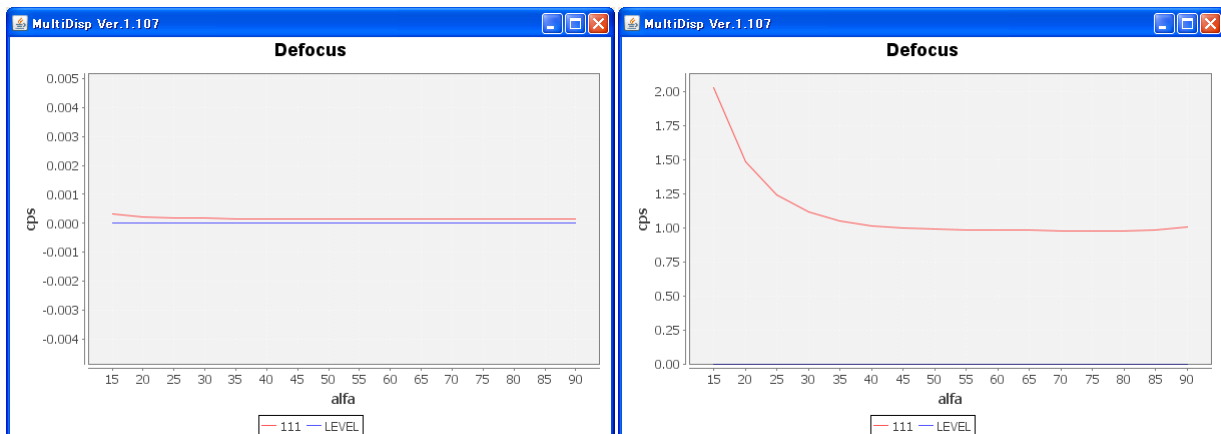 MultiDisp Ver.1.107
Defocus
0.005
0.004
0.003
0.002
0.001
0.000
-0.001
-0.002
-0.003
-0.004
cps
15 20 25 30 35 40 45 50 55 60 65 70 75 80 85 90
alfa
111 LEVEL
MultiDisp Ver.1.107
Defocus
2.00
1.75
1.50
1.25
1.00
0.75
0.50
0.25
0.00
15 20 25 30 35 40 45 50 55 60 65 70 75 80 85 90
alfa
cps
111 LEVEL